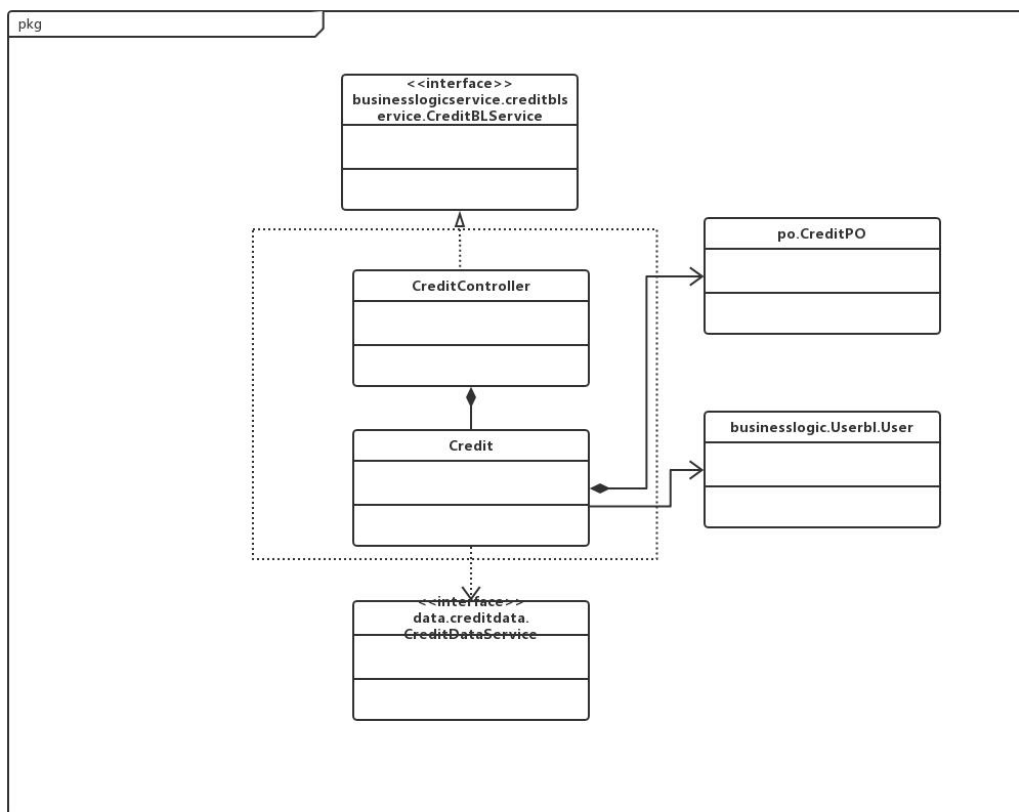 pkg
<<interface>>
businesslogicservice.creditbls
ervice.CreditBLService
po.CreditPO
CreditController
businesslogic.Userbl.User
Credit
<<interface>>
data.creditdata.
CreditDataService